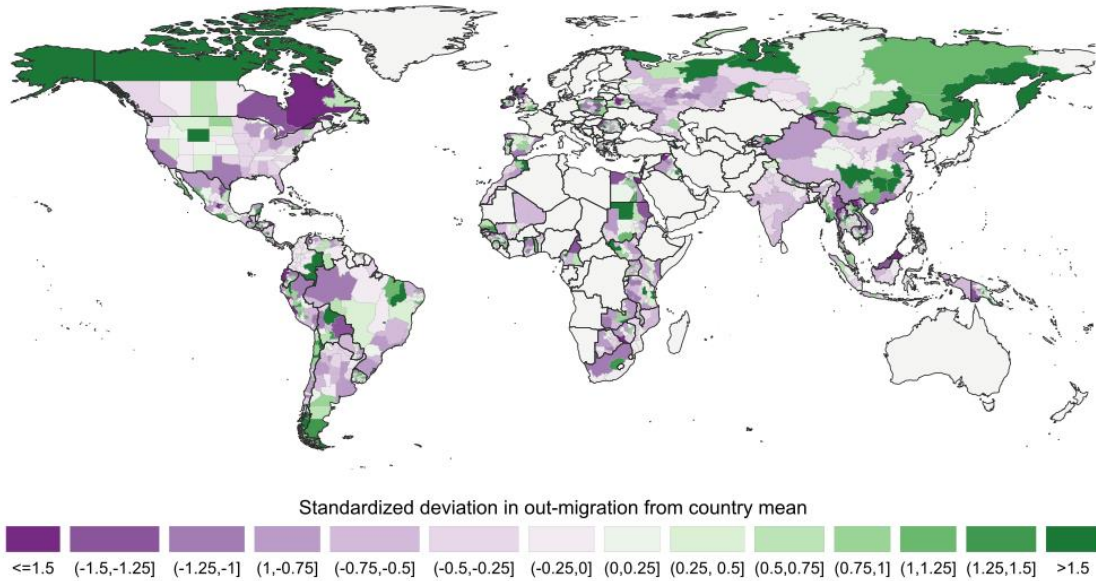 Standardized deviation in out-migration from country mean
<=1.5 (-1.5,-1.25] (-1.25,-1] (1,-0.75] (-0.75,-0.5] (-0.5,-0.25] (-0.25,0] (0,0.25] (0.25, 0.5] (0.5,0.75] (0.75,1] (1,1.25] (1.25,1.5] >1.5